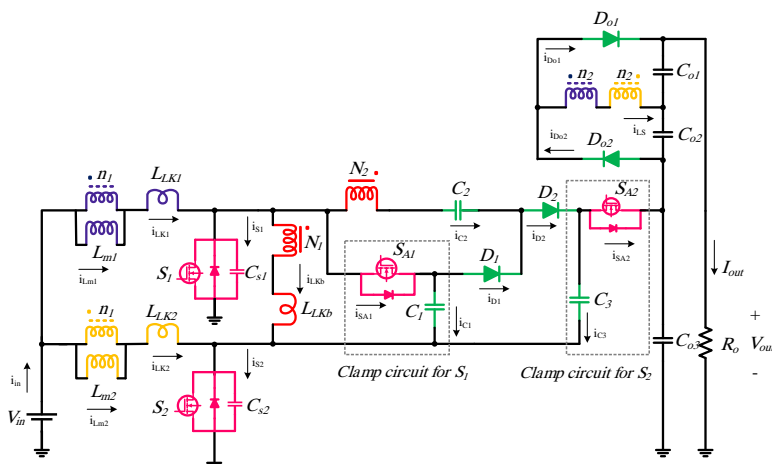 D_o1
i_Do1
C_o1
n_2 n_2
i_LS
i_Do2
D_o2
C_o2
n_1
L_LK1
N_2
C_2
D_2
S_A2
L_m1
i_LK1
i_S1
N_1
i_C2
i_D2
i_SA2
i_Lm1
S_1
C_s1
S_A1
D_1
I_out
n_1
L_LK2
i_LKb
L_LKb
i_SA1
C_1
i_D1
C_3
+
i_C1
i_C3
C_o3
R_o
V_out
L_m2
i_LK2
i_S2
Clamp circuit for S_1
Clamp circuit for S_2
-
i_in
V_in
i_Lm2
S_2
C_s2